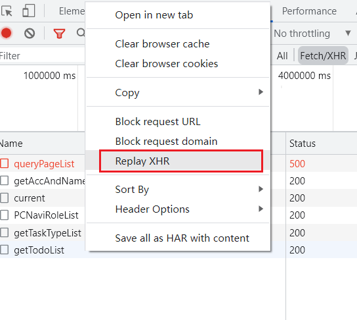 Eleme
Performance
Open in new tab
Clear browser cache
Clear browser cookies
No throttling
Filter
All
Fetch/XHR
Copy
1000000 ms
4000000 ms
Block request URL
Block request domain
Replay XHR
Name
Status
queryPageList
500
getAccAndName
200
Sort By
current
200
Header Options
PCNaviRoleList
200
getTaskTypeList
200
Save all as HAR with content
getTodoList
200